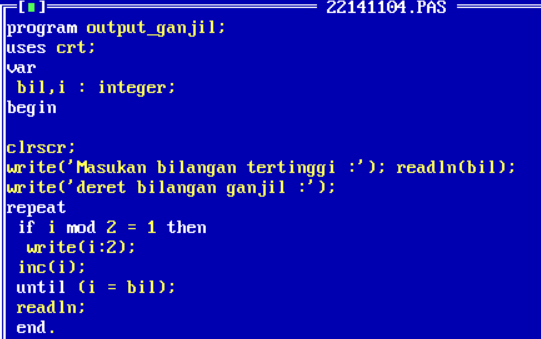 [■] 22141104.PAS
program output_ganjil;
uses crt;
var
bil,i : integer;
begin
clrscr;
write('Masukan bilangan tertinggi :'); readln(bil);
write('deret bilangan ganjil :');
repeat
if i mod 2 = 1 then
write(i:2);
inc(i);
until (i = bil);
readln;
end.